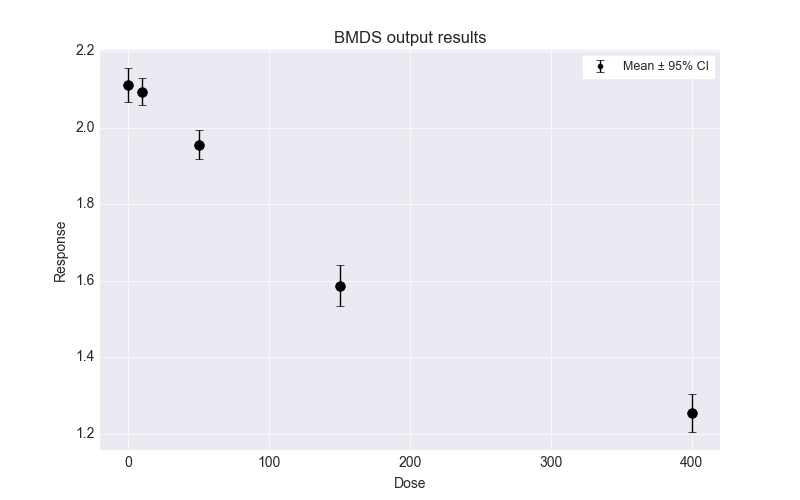 BMDS output results
Mean ± 95% CI
2.2
2.0
1.8
1.6
1.4
1.2
Response
0 100 200 300 400
Dose